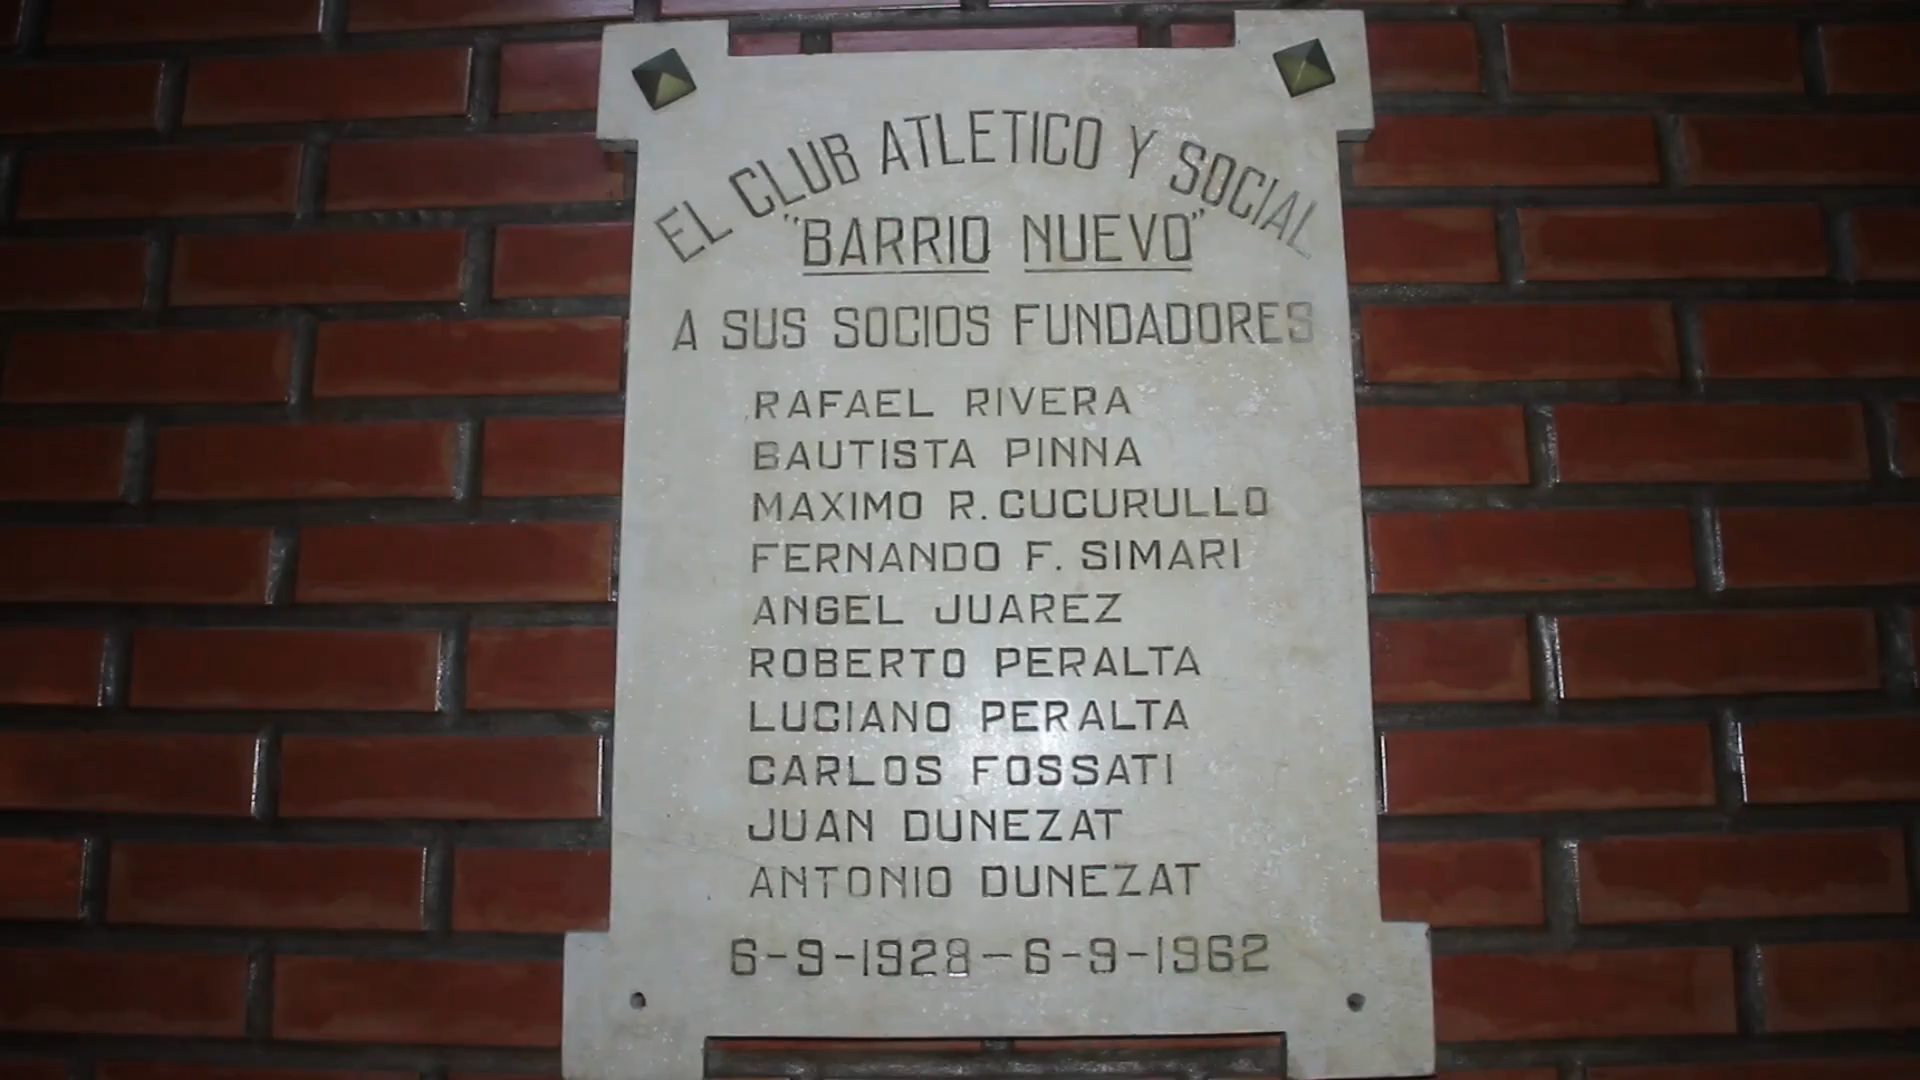 EL CLUB ATLETICO Y SOCIAL
"BARRIO NUEVO"
A SUS SOCIOS FUNDADORES
RAFAEL RIVERA
BAUTISTA PINNA
MAXIMO R. CUCURULLO
FERNANDO F. SIMARI
ANGEL JUAREZ
ROBERTO PERALTA
LUCIANO PERALTA
CARLOS FOSSATI
JUAN DUNEZAT
ANTONIO DUNEZAT
6-9-1928-6-9-1962